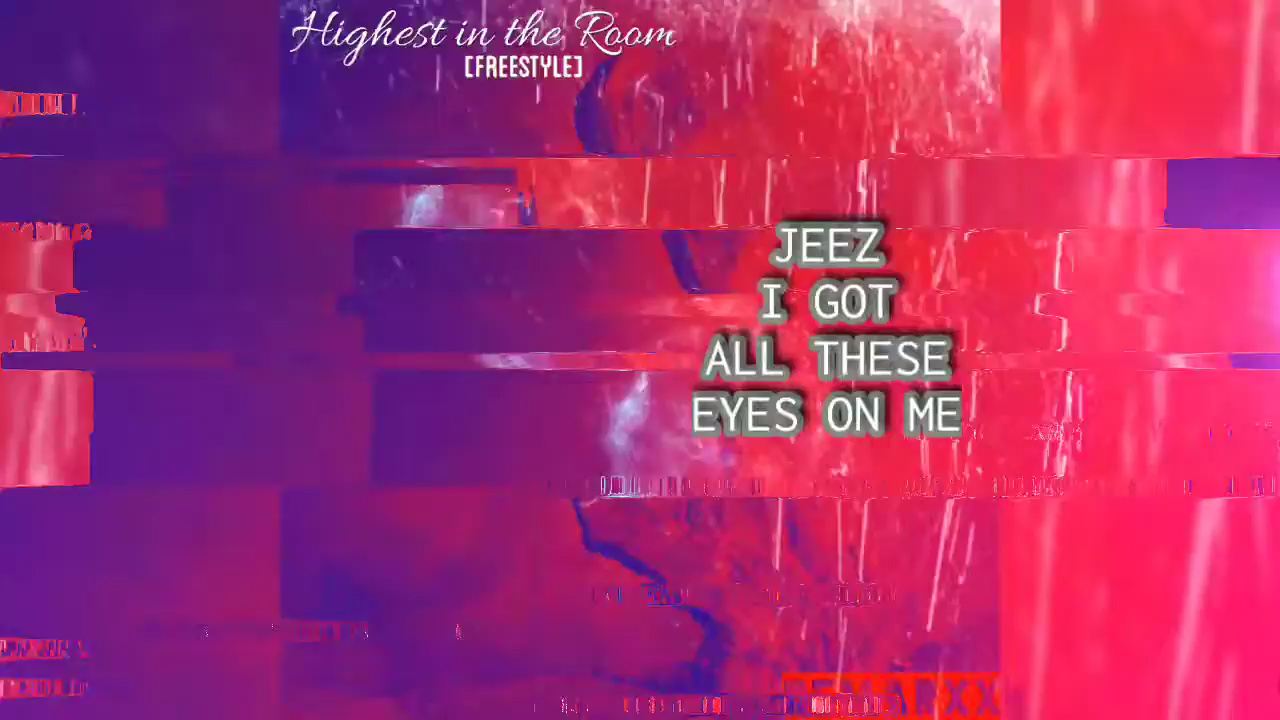 Highest in the Room
[FREESTYLE]
JEEZ
I GOT
ALL THESE
EYES ON ME